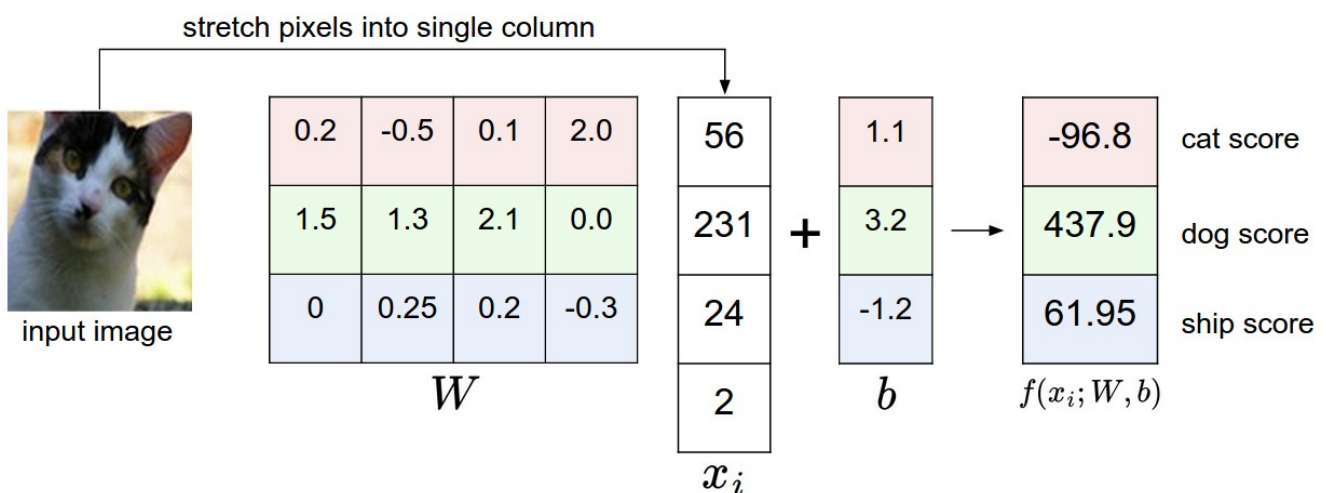 stretch pixels into single column
0.2 -0.5 0.1 2.0 56 1.1 -96.8 cat score
1.5 1.3 2.1 0.0 231 + 3.2 437.9 dog score
0 0.25 0.2 -0.3 24 -1.2 61.95 ship score
input image
W 2 b f(x_i; W, b)
x_i